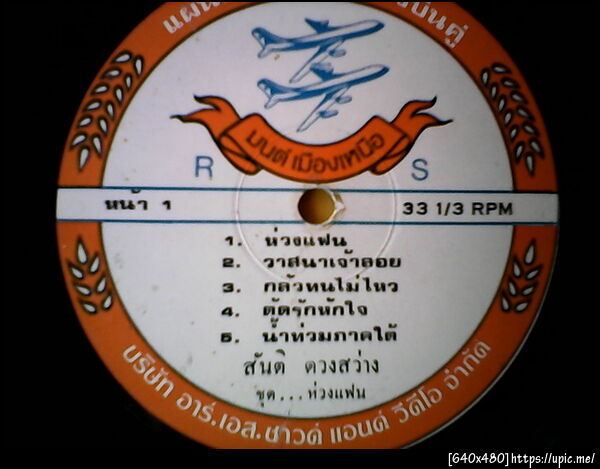 แผ่น
บินคู่
มนต์เมืองเหนือ
R S
หน้า 1
33 1/3 RPM
1. ห่วงแฟน
2. วาสนาเจ้าลอย
3. กลัวทนไม่ไหว
4. ตัดรักหักใจ
5. น้ำท่วมภาคใต้
สันติ ดวงสว่าง
ชุด...ห่วงแฟน
บริษัท อาร์.เอส.ซาวด์ แอนด์ วีดีโอ จำกัด
[640x480]https://upic.me/